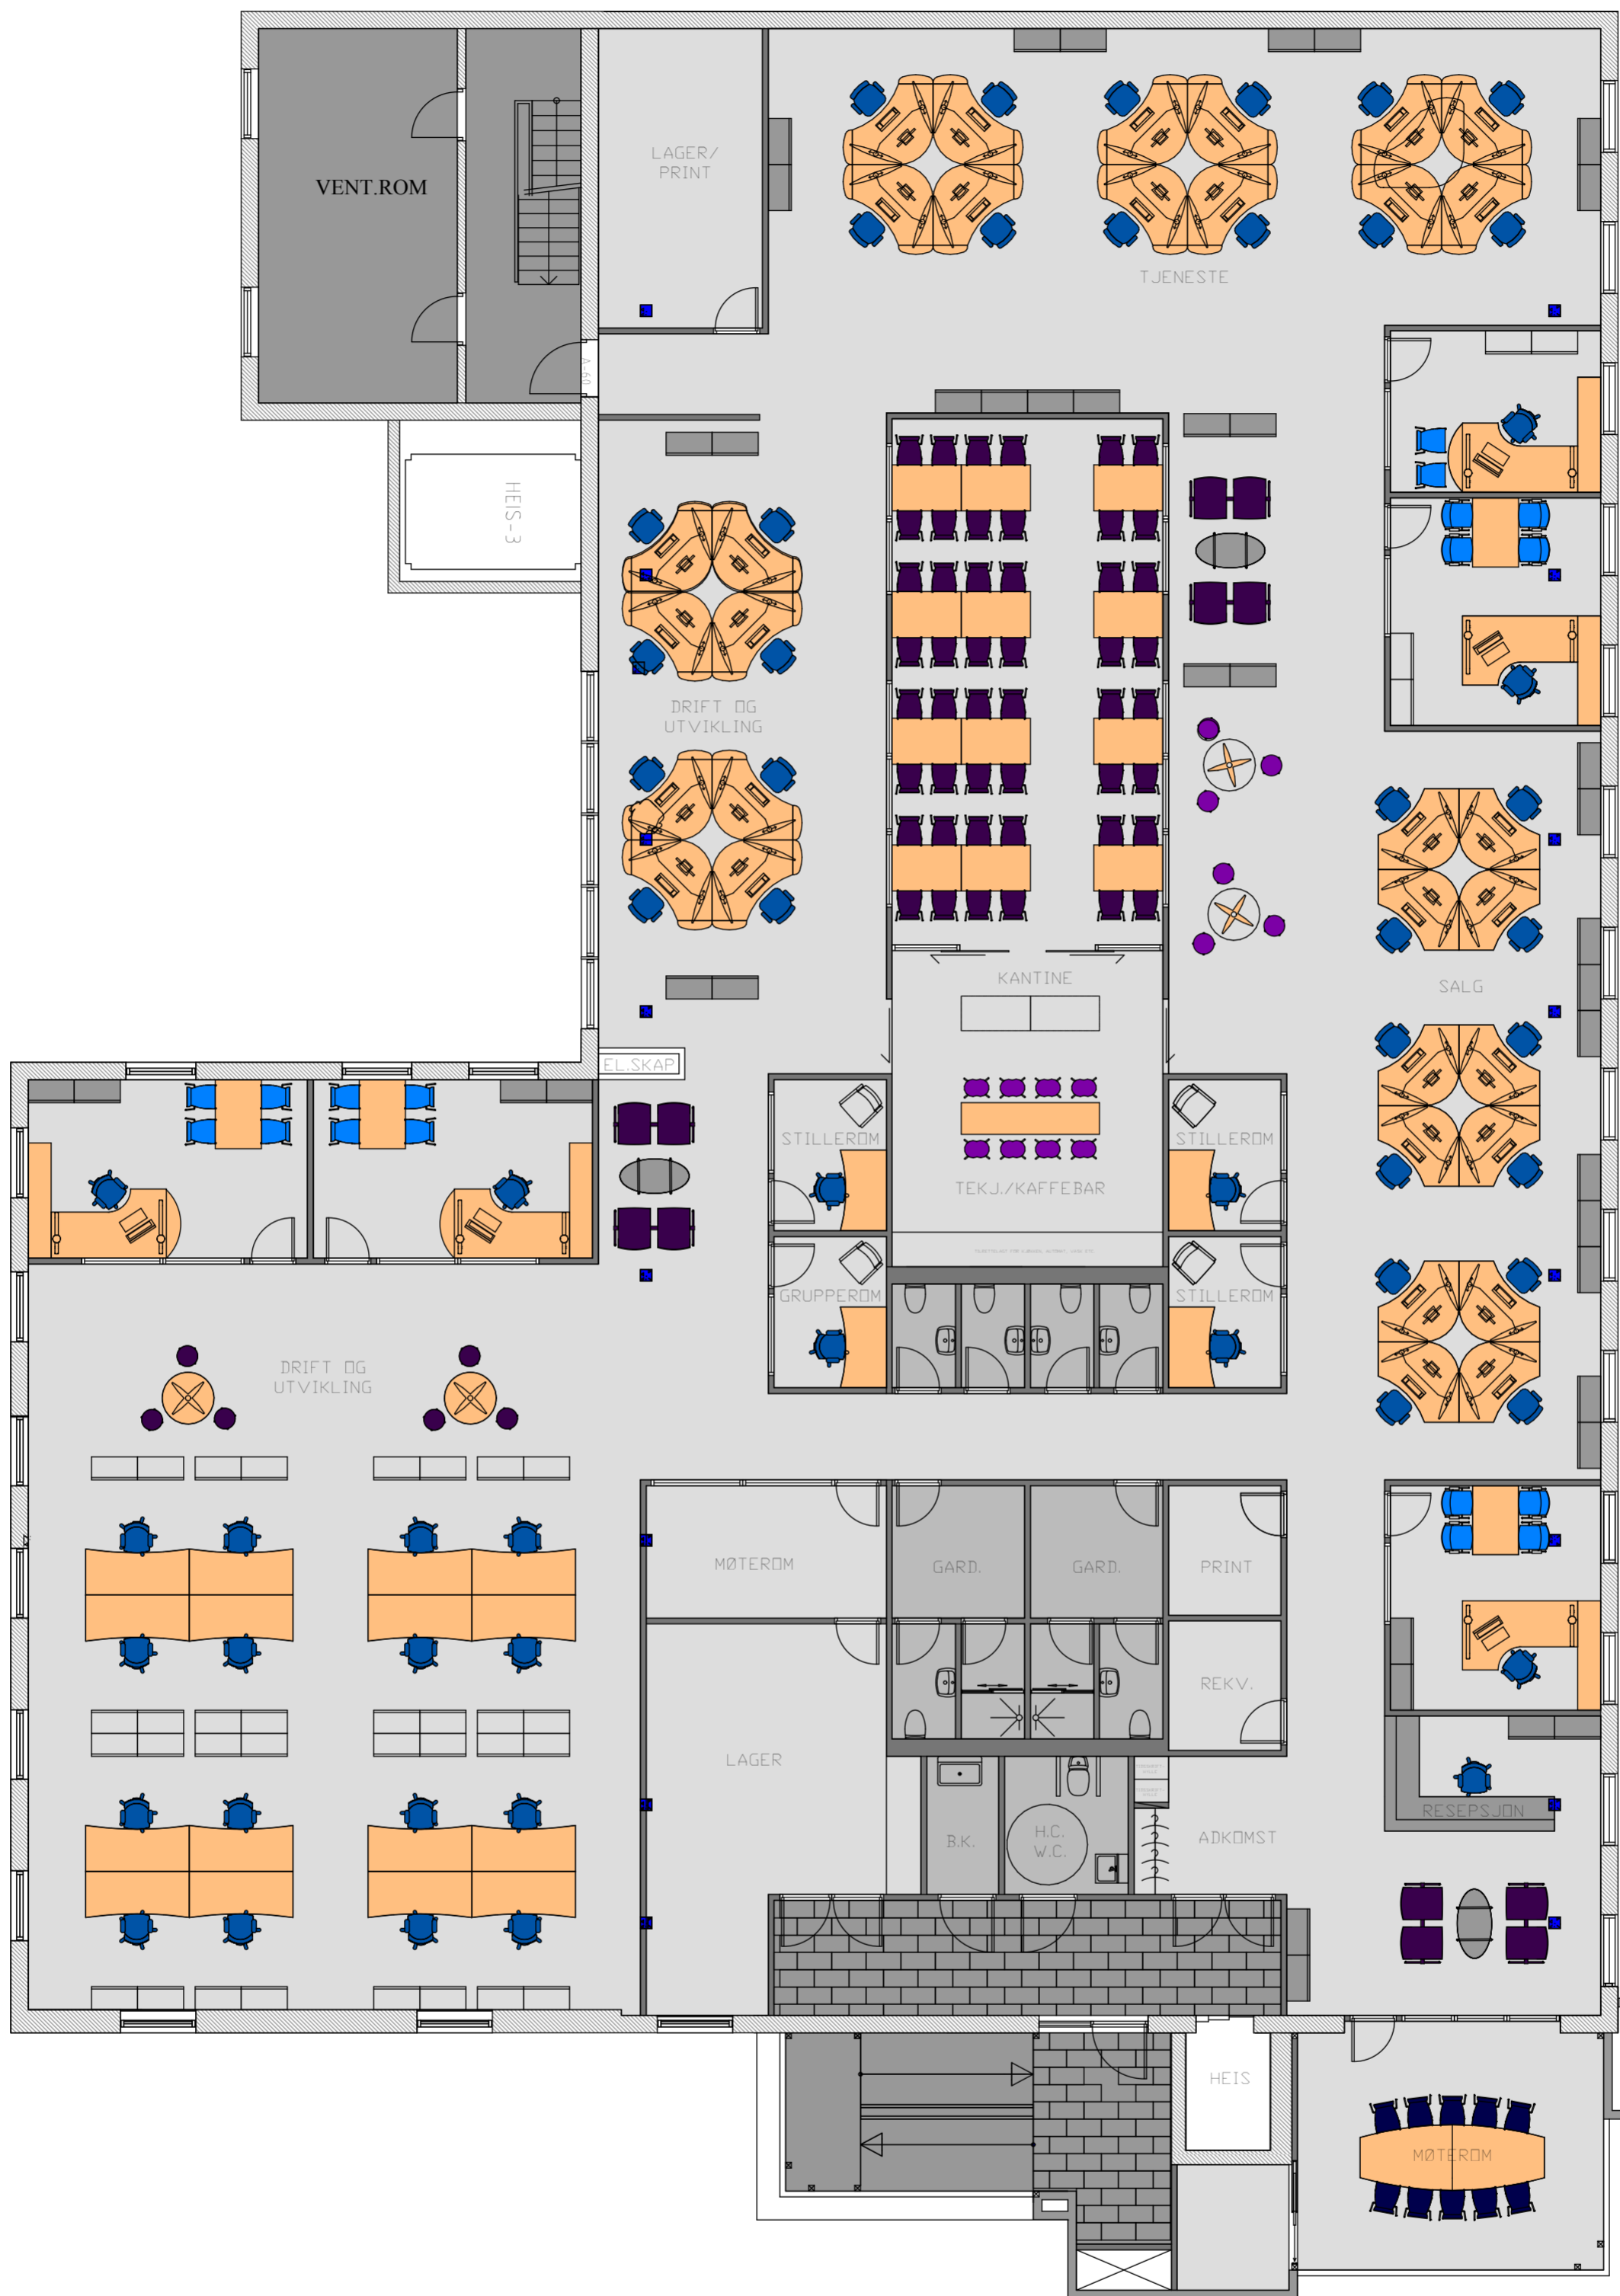 VENT.ROM
LAGER/
PRINT
TJENESTE
A-60
HEIS-3
DRIFT OG
UTVIKLING
KANTINE
SALG
EL.SKAP
STILLEROM
STILLEROM
TEKJ./KAFFEBAR
GRUPPEROM
STILLEROM
DRIFT OG
UTVIKLING
MØTEROM
GARD.
GARD.
PRINT
REKV.
LAGER
RESEPSJON
B.K.
H.C.
W.C.
ADKOMST
HEIS
MØTEROM